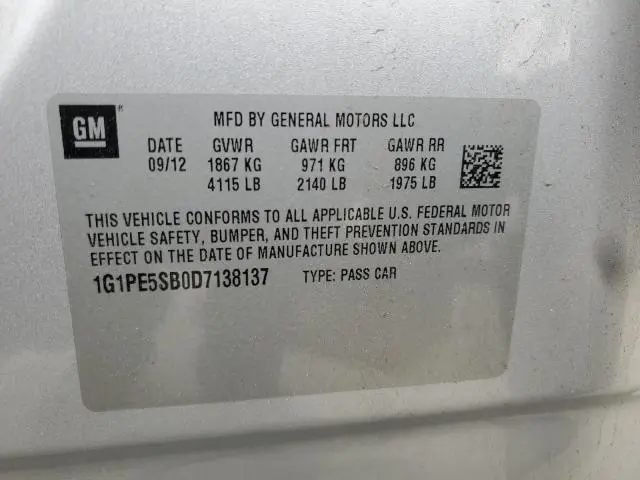 GM®
MFD BY GENERAL MOTORS LLC
DATE GVWR GAWR FRT GAWR RR
09/12 1867 KG 971 KG 896 KG
4115 LB 2140 LB 1975 LB
THIS VEHICLE CONFORMS TO ALL APPLICABLE U.S. FEDERAL MOTOR
VEHICLE SAFETY, BUMPER, AND THEFT PREVENTION STANDARDS IN
EFFECT ON THE DATE OF MANUFACTURE SHOWN ABOVE.
1G1PE5SB0D7138137 TYPE: PASS CAR